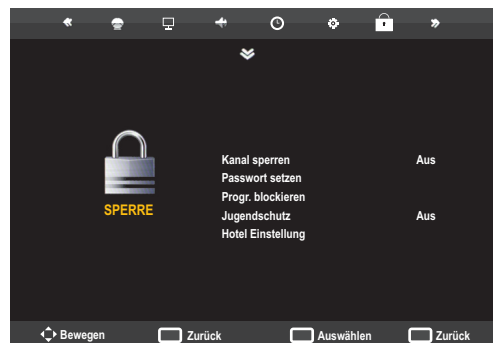 Kanal sperren Aus
Passwort setzen
Progr. blockieren
SPERRE
Jugendschutz Aus
Hotel Einstellung
Bewegen Zurück Auswählen Zurück